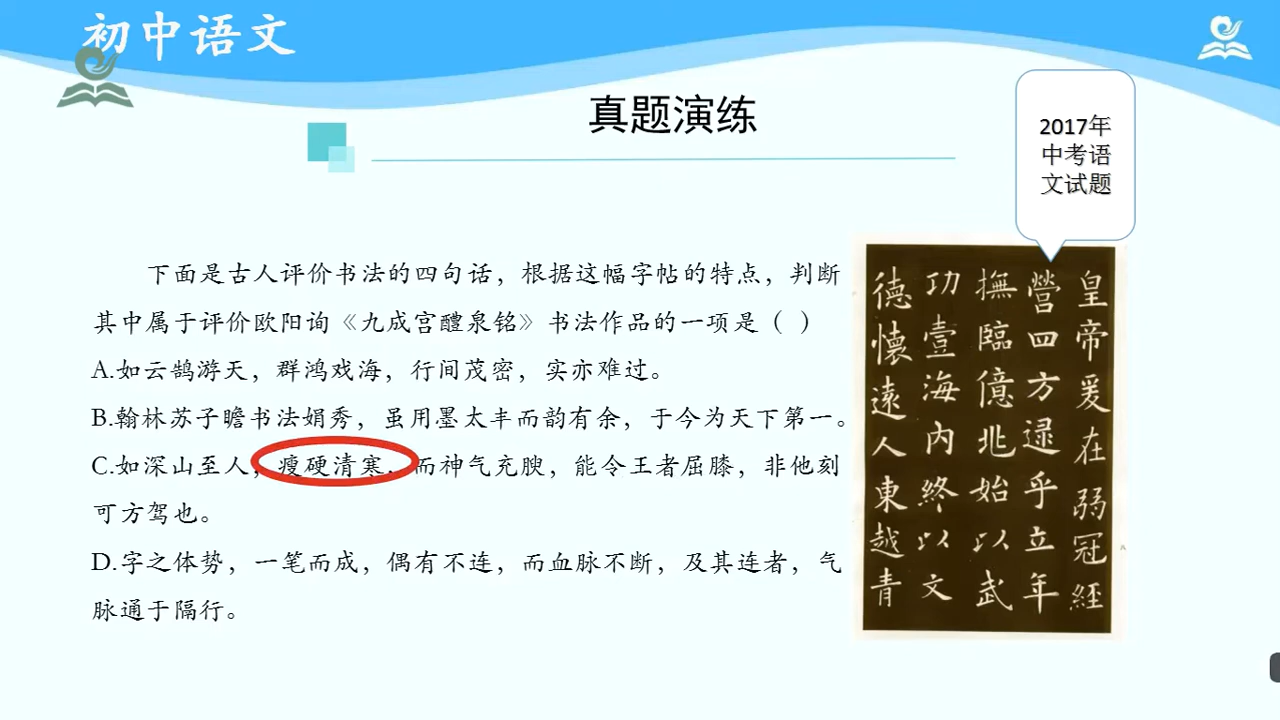 初中语文
真题演练
2017年
中考语
文试题
下面是古人评价书法的四句话，根据这幅字帖的特点，判断
其中属于评价欧阳询《九成宫醴泉铭》书法作品的一项是（ ）
A.如云鹄游天，群鸿戏海，行间茂密，实亦难过。
B.翰林苏子瞻书法娟秀，虽用墨太丰而韵有余，于今为天下第一。
C.如深山至人，瘦硬清寒，而神气充腴，能令王者屈膝，非他刻
可方驾也。
D.字之体势，一笔而成，偶有不连，而血脉不断，及其连者，气
脉通于隔行。
皇帝爰在弱冠經
營四方逮乎立年
撫臨億兆始以武
功壹海內終以文
德懷遠人東越青